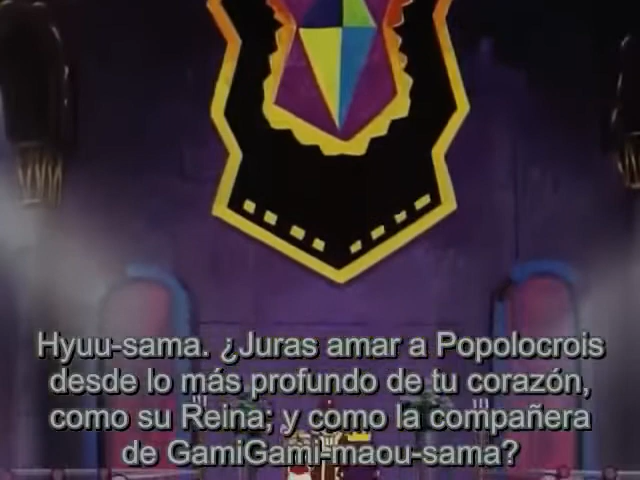 Hyuu-sama. ¿Juras amar a Popolocrois
desde lo más profundo de tu corazón,
como su Reina; y como la compañera
de GamiGami-maou-sama?